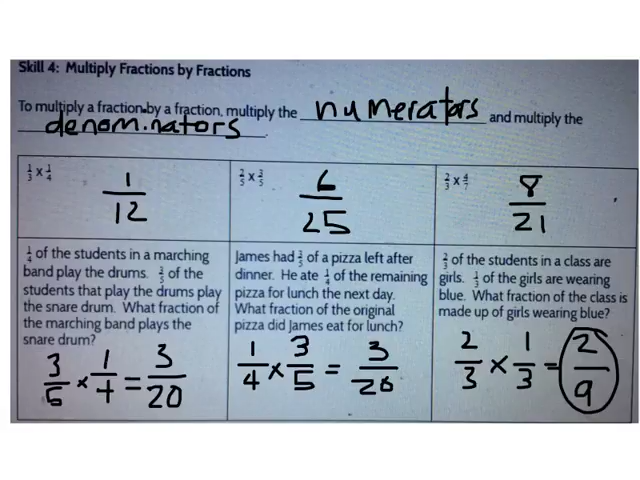 Skill 4: Multiply Fractions by Fractions
To multiply a fraction by a fraction, multiply the numerators and multiply the
denominators.
1/3 x 1/4
1/12
2/5 x 3/5
6/25
2/3 x 4/7
8/21
1/4 of the students in a marching
band play the drums. 3/5 of the
students that play the drums play
the snare drum. What fraction of
the marching band plays the
snare drum?
3/5 x 1/4 = 3/20
James had 3/5 of a pizza left after
dinner. He ate 1/4 of the remaining
pizza for lunch the next day.
What fraction of the original
pizza did James eat for lunch?
1/4 x 3/5 = 3/20
2/3 of the students in a class are
girls. 1/3 of the girls are wearing
blue. What fraction of the class is
made up of girls wearing blue?
2/3 x 1/3 = 2/9